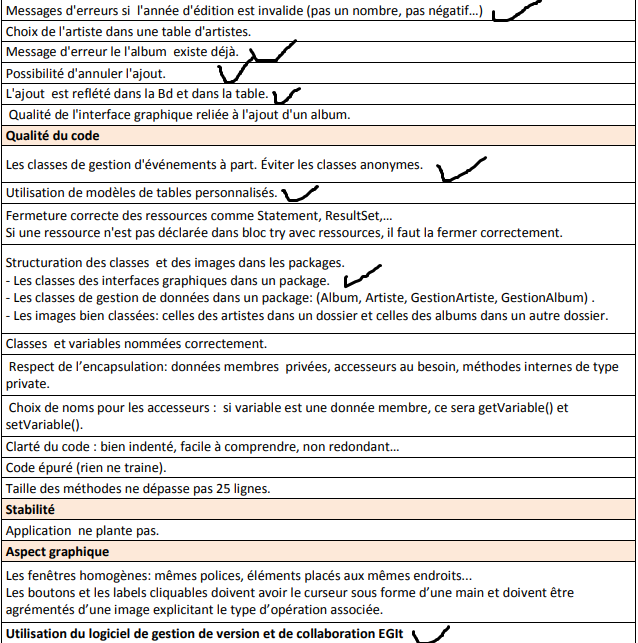 Messages d'erreurs si l'année d'édition est invalide (pas un nombre, pas négatif…)
Choix de l'artiste dans une table d'artistes.
Message d'erreur le l'album existe déjà.
Possibilité d'annuler l'ajout.
L'ajout est reflété dans la Bd et dans la table.
Qualité de l'interface graphique reliée à l'ajout d'un album.
Qualité du code
Les classes de gestion d'événements à part. Éviter les classes anonymes.
Utilisation de modèles de tables personnalisés.
Fermeture correcte des ressources comme Statement, ResultSet,…
Si une ressource n'est pas déclarée dans bloc try avec ressources, il faut la fermer correctement.
Structuration des classes et des images dans les packages.
- Les classes des interfaces graphiques dans un package.
- Les classes de gestion de données dans un package: (Album, Artiste, GestionArtiste, GestionAlbum) .
- Les images bien classées: celles des artistes dans un dossier et celles des albums dans un autre dossier.
Classes et variables nommées correctement.
Respect de l’encapsulation: données membres privées, accesseurs au besoin, méthodes internes de type
private.
Choix de noms pour les accesseurs : si variable est une donnée membre, ce sera getVariable() et
setVariable().
Clarté du code : bien indenté, facile à comprendre, non redondant…
Code épuré (rien ne traine).
Taille des méthodes ne dépasse pas 25 lignes.
Stabilité
Application ne plante pas.
Aspect graphique
Les fenêtres homogènes: mêmes polices, éléments placés aux mêmes endroits...
Les boutons et les labels cliquables doivent avoir le curseur sous forme d’une main et doivent être
agrémentés d’une image explicitant le type d’opération associée.
Utilisation du logiciel de gestion de version et de collaboration EGIt